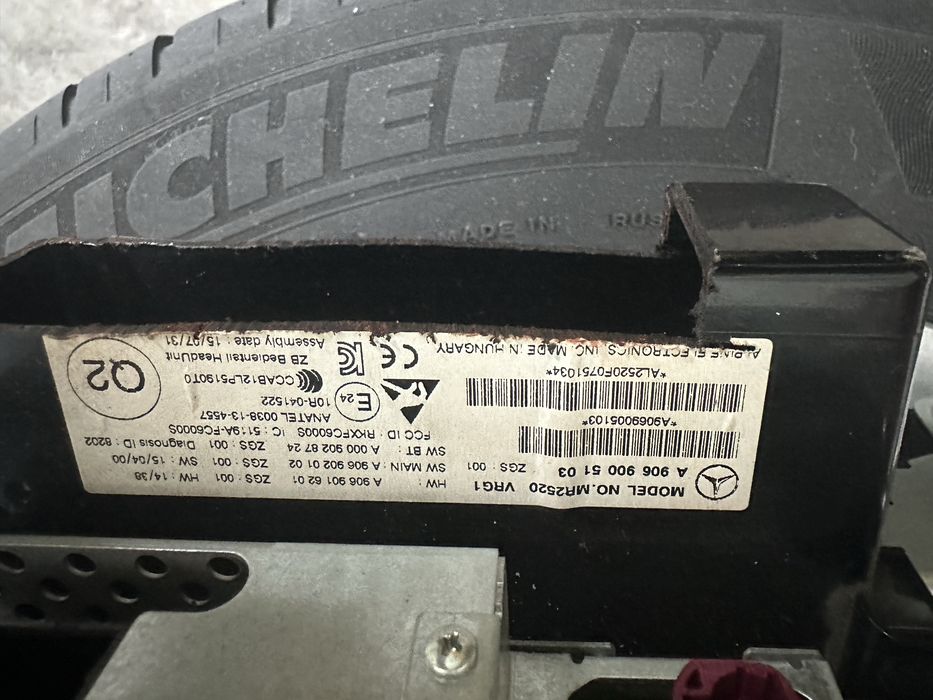 MICHELIN
MADE IN RUS
MODEL NO.MR2520 VRG1
A 906 900 51 03
ZGS : 001
*A9069005103*
*AL2520F0751034*
ALPINE ELECTRONICS, INC. MADE IN HUNGARY
HW : A 906 901 62 01 ZGS : 001 HW : 14/38
SW MAIN : A 906 902 01 02 ZGS : 001 SW : 15/04/00
SW BT : A 000 902 87 24 ZGS : 001 Diagnosis ID : 8202
FCC ID : RKXFC6000S IC : 5119A-FC6000S
ANATEL 0038-13-4557
E 24
10R-041522
CCC
CCAB12LP5190T0
CE
ZB Bedienteil HeadUnit
Assembly date : 15/07/31
Q2